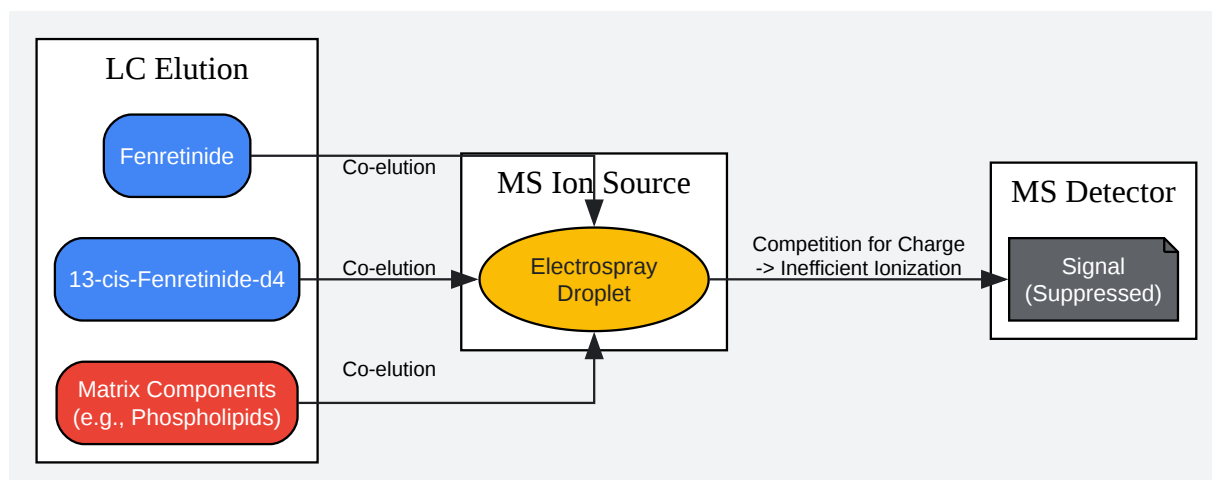 LC Elution
Fenretinide
13-cis-Fenretinide-d4
Matrix Components
(e.g., Phospholipids)
Co-elution
Co-elution
Co-elution
MS Ion Source
Electrospray
Droplet
Competition for Charge
-> Inefficient Ionization
MS Detector
Signal
(Suppressed)